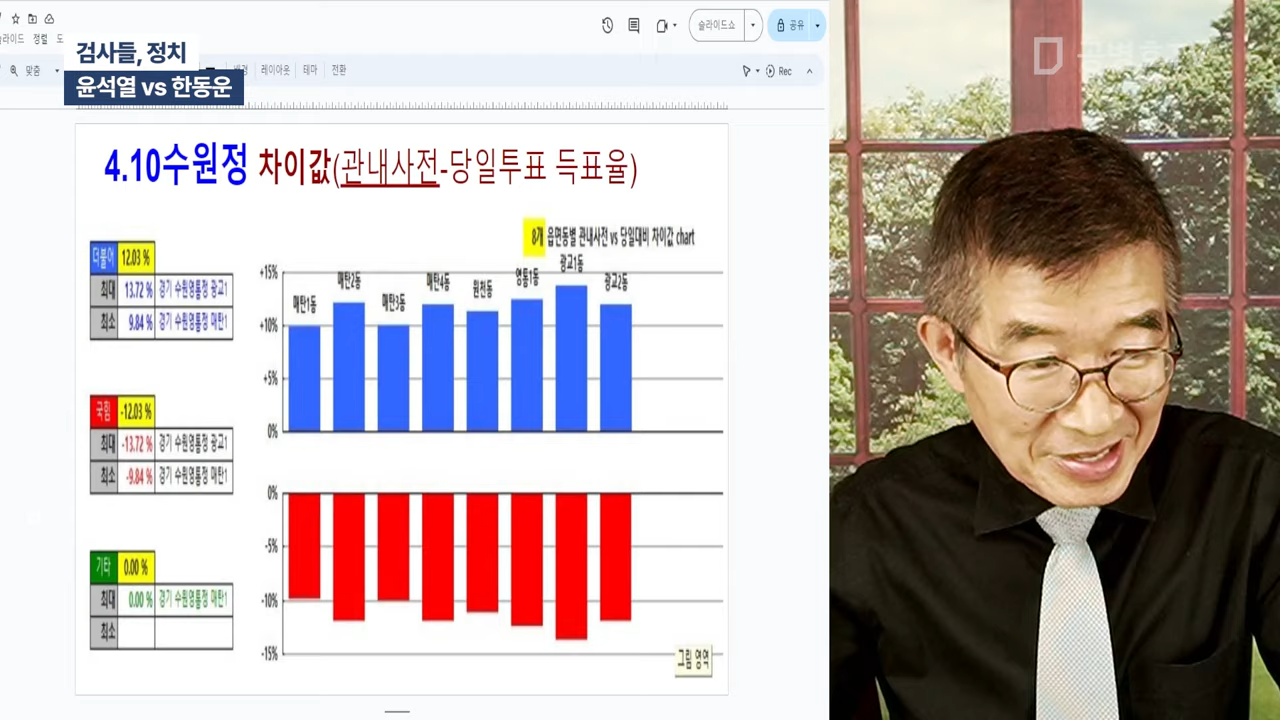 검사들, 정치
윤석열 vs 한동운
맞춤
레이아웃
테마
전환
슬라이드쇼
공유
Rec
4.10수원정 차이값(관내사전-당일투표 득표율)
8개 읍면동별 관내사전 vs 당일대비 차이값 chart
더불어 12.03 %
최대 13.72 % 경기 수원영통정 광교1
최소 9.84 % 경기 수원영통정 매탄1
국힘 -12.03 %
최대 -13.72 % 경기 수원영통정 광교1
최소 -9.84 % 경기 수원영통정 매탄1
기타 0.00 %
최대 0.00 % 경기 수원영통정 매탄1
최소
+15%
+10%
+5%
0%
매탄1동
매탄2동
매탄3동
매탄4동
원천동
영통1동
광교1동
광교2동
0%
-5%
-10%
-15%
그림 영역